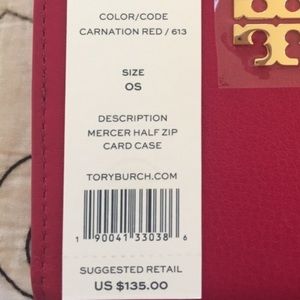 COLOR/CODE
CARNATION RED / 613
SIZE
OS
DESCRIPTION
MERCER HALF ZIP
CARD CASE
TORYBURCH.COM
1 90041 33038 6
SUGGESTED RETAIL
US $135.00